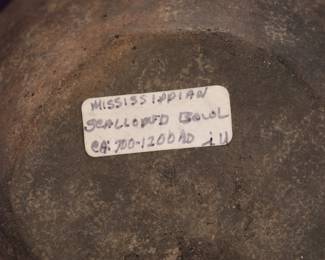 MISSISSIPPIAN
SCALLOPED BOWL
CA: 700-1200 AD